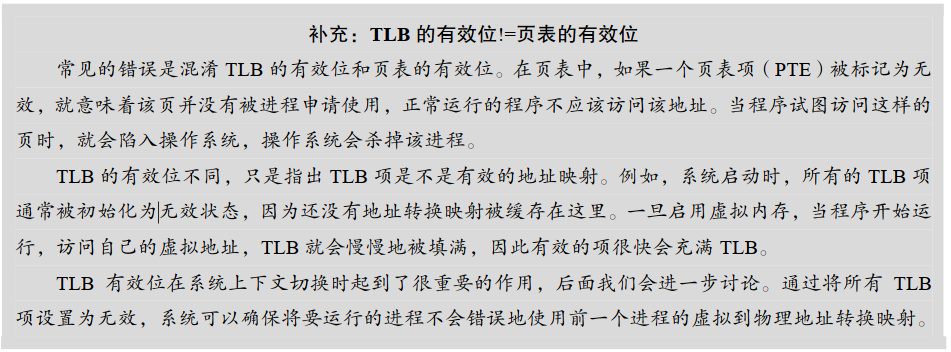 补充：TLB 的有效位!=页表的有效位
常见的错误是混淆 TLB 的有效位和页表的有效位。在页表中，如果一个页表项（PTE）被标记为无
效，就意味着该页并没有被进程申请使用，正常运行的程序不应该访问该地址。当程序试图访问这样的
页时，就会陷入操作系统，操作系统会杀掉该进程。
TLB 的有效位不同，只是指出 TLB 项是不是有效的地址映射。例如，系统启动时，所有的 TLB 项
通常被初始化为无效状态，因为还没有地址转换映射被缓存在这里。一旦启用虚拟内存，当程序开始运
行，访问自己的虚拟地址，TLB 就会慢慢地被填满，因此有效的项很快会充满 TLB。
TLB 有效位在系统上下文切换时起到了很重要的作用，后面我们会进一步讨论。通过将所有 TLB
项设置为无效，系统可以确保将要运行的进程不会错误地使用前一个进程的虚拟到物理地址转换映射。